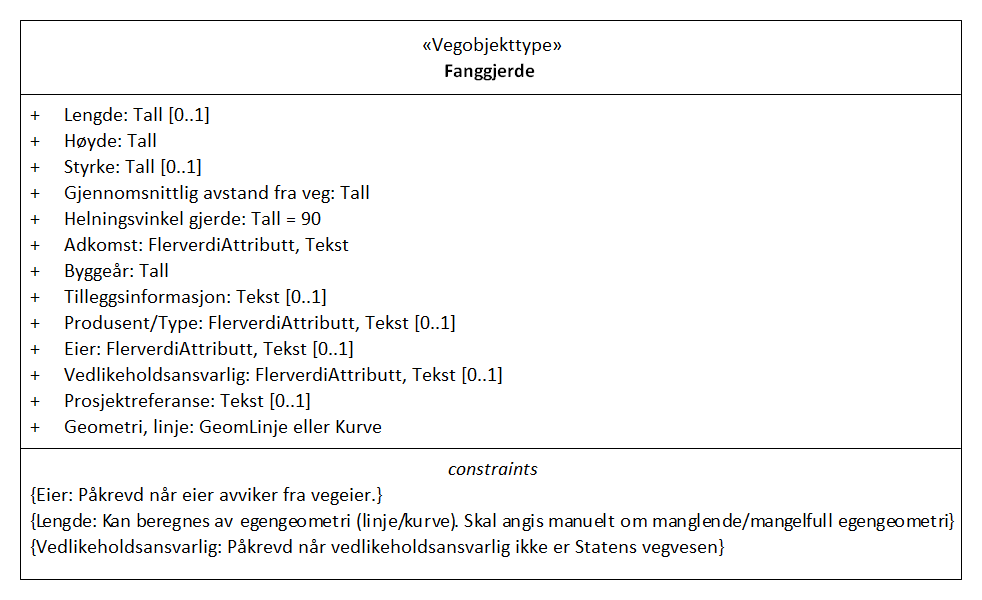 «Vegobjekttype»
Fanggjerde
+ Lengde: Tall [0..1]
+ Høyde: Tall
+ Styrke: Tall [0..1]
+ Gjennomsnittlig avstand fra veg: Tall
+ Helningsvinkel gjerde: Tall = 90
+ Adkomst: FlerverdiAttributt, Tekst
+ Byggeår: Tall
+ Tilleggsinformasjon: Tekst [0..1]
+ Produsent/Type: FlerverdiAttributt, Tekst [0..1]
+ Eier: FlerverdiAttributt, Tekst [0..1]
+ Vedlikeholdsansvarlig: FlerverdiAttributt, Tekst [0..1]
+ Prosjektreferanse: Tekst [0..1]
+ Geometri, linje: GeomLinje eller Kurve
constraints
{Eier: Påkrevd når eier avviker fra vegeier.}
{Lengde: Kan beregnes av egengeometri (linje/kurve). Skal angis manuelt om manglende/mangelfull egengeometri}
{Vedlikeholdsansvarlig: Påkrevd når vedlikeholdsansvarlig ikke er Statens vegvesen}